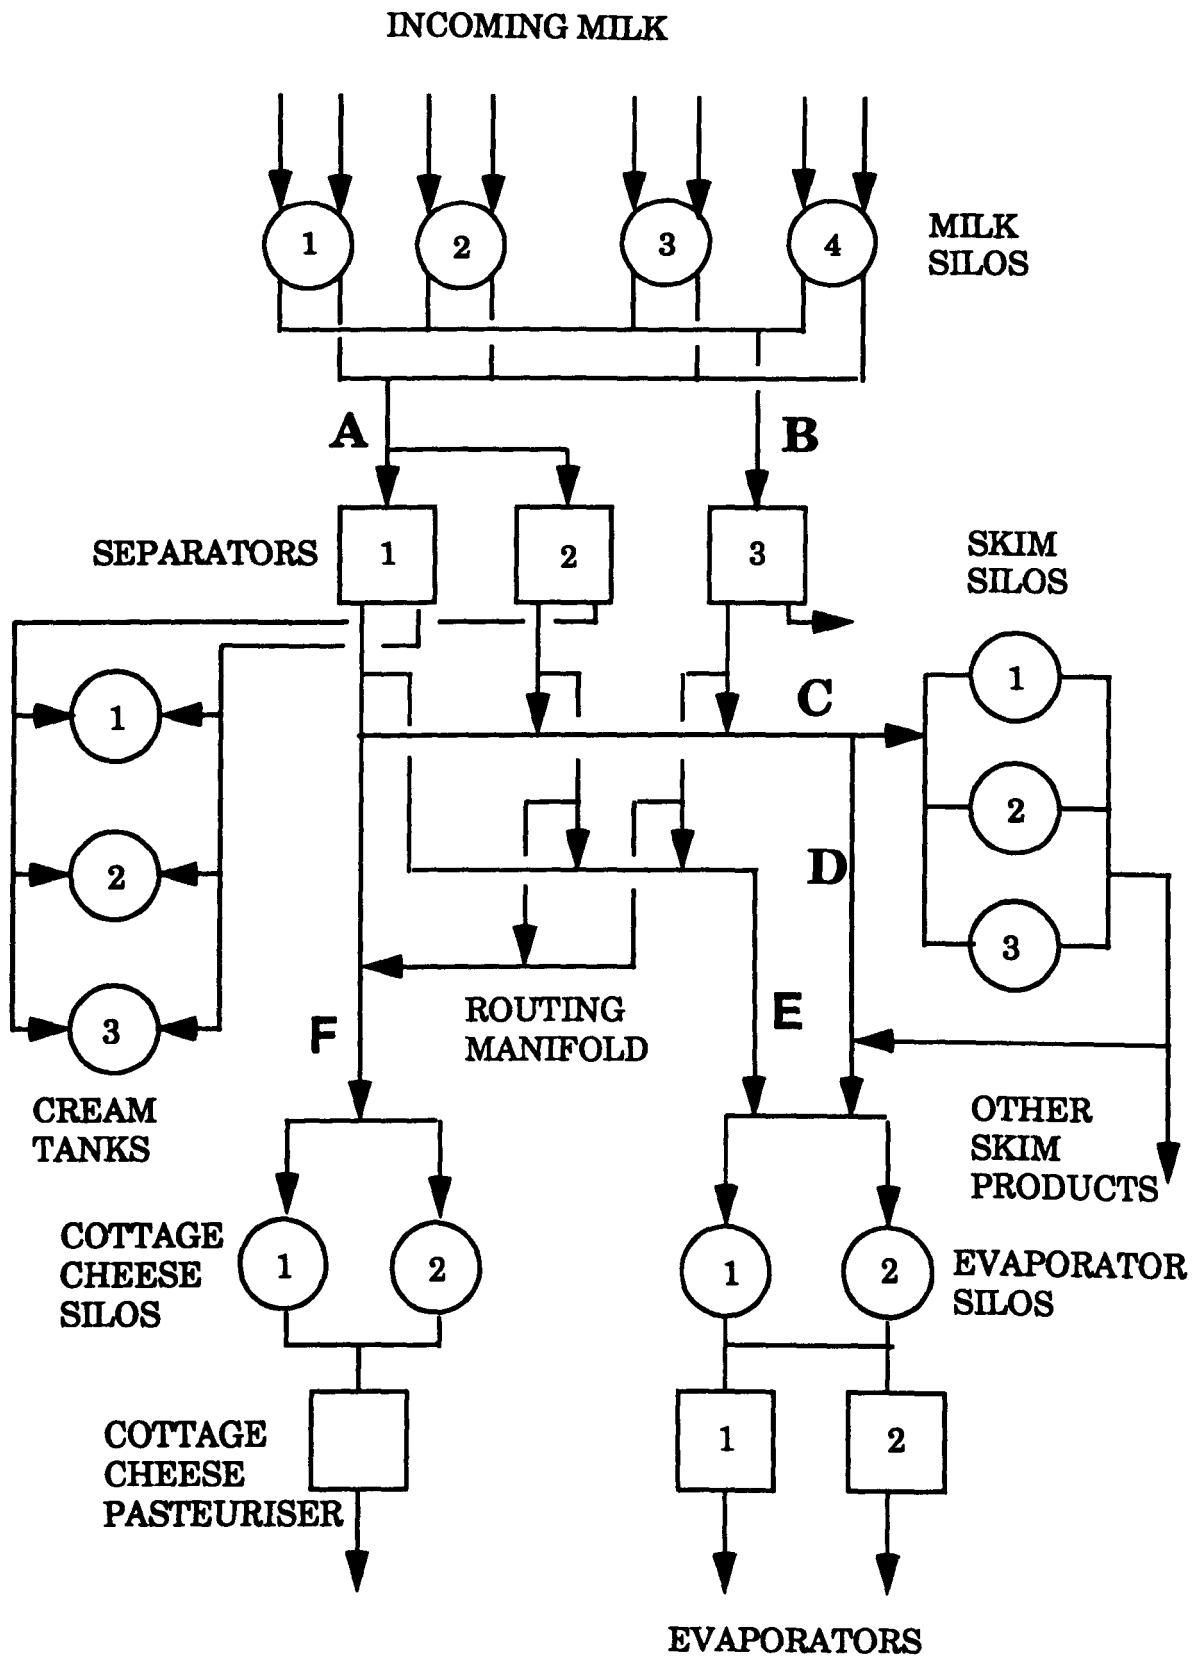 INCOMING MILK
1
2
3
4
MILK
SILOS
A
B
SEPARATORS
1
2
3
SKIM
SILOS
1
2
3
C
1
2
3
CREAM
TANKS
D
E
F
ROUTING
MANIFOLD
OTHER
SKIM
PRODUCTS
COTTAGE
CHEESE
SILOS
1
2
1
2
EVAPORATOR
SILOS
COTTAGE
CHEESE
PASTEURISER
1
2
EVAPORATORS